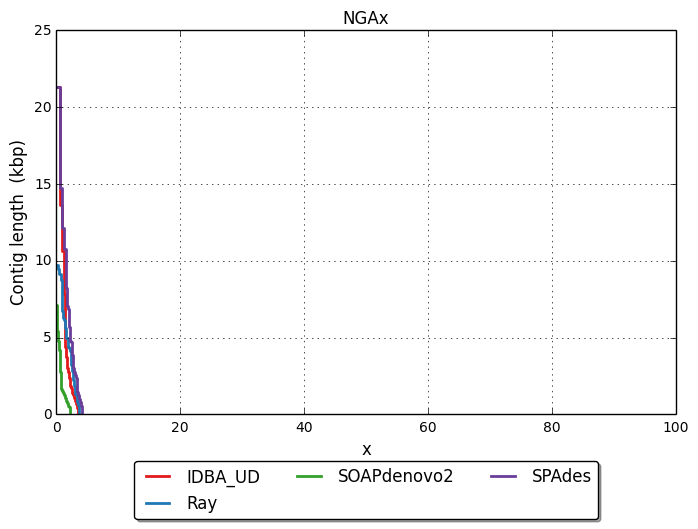 NGAx
25
20
15
10
5
0
Contig length (kbp)
0 20 40 60 80 100
x
IDBA_UD SOAPdenovo2 SPAdes
Ray